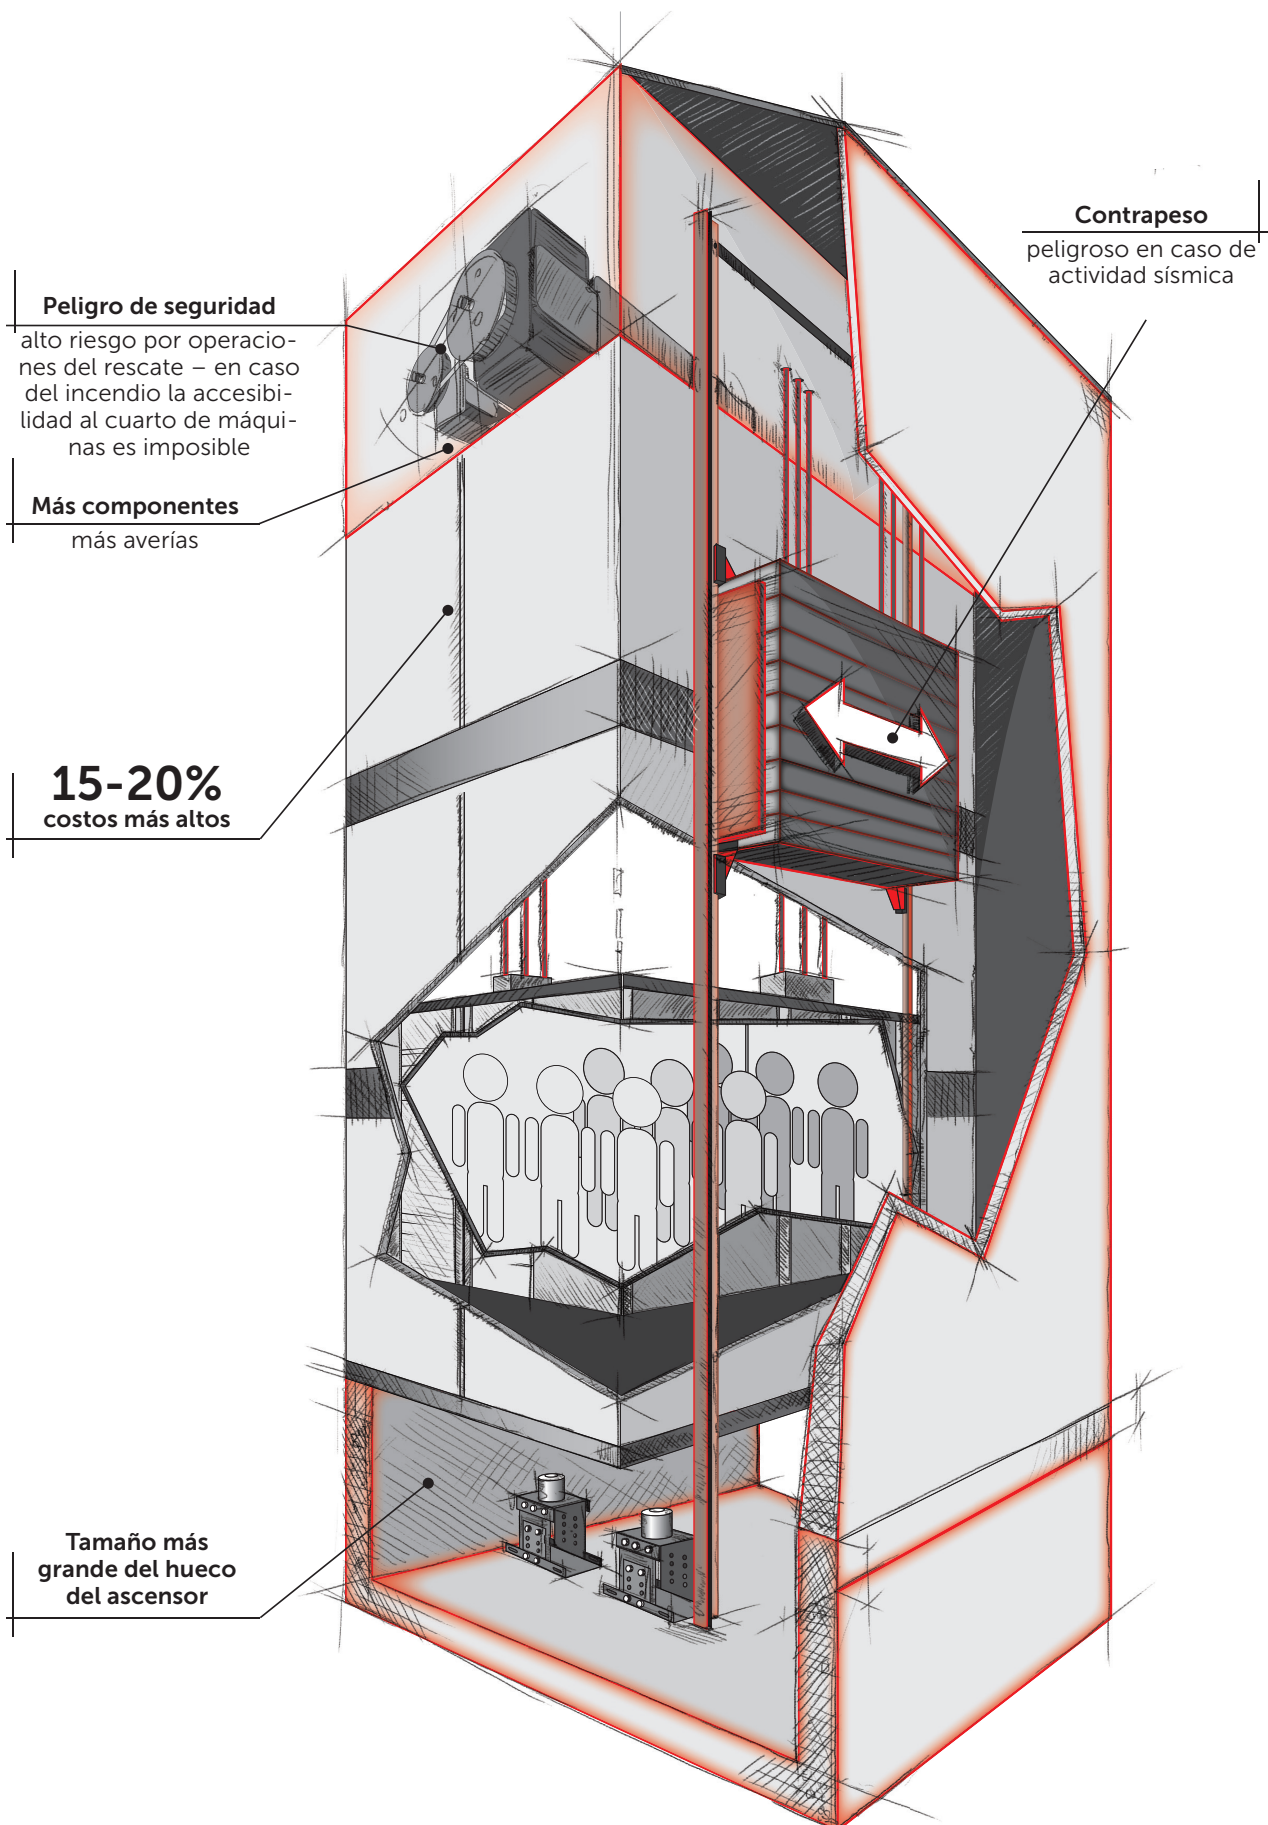 Contrapeso
peligroso en caso de
actividad sísmica
Peligro de seguridad
alto riesgo por operacio-
nes del rescate – en caso
del incendio la accesibi-
lidad al cuarto de máqui-
nas es imposible
Más componentes
más averías
15-20%
costos más altos
Tamaño más
grande del hueco
del ascensor